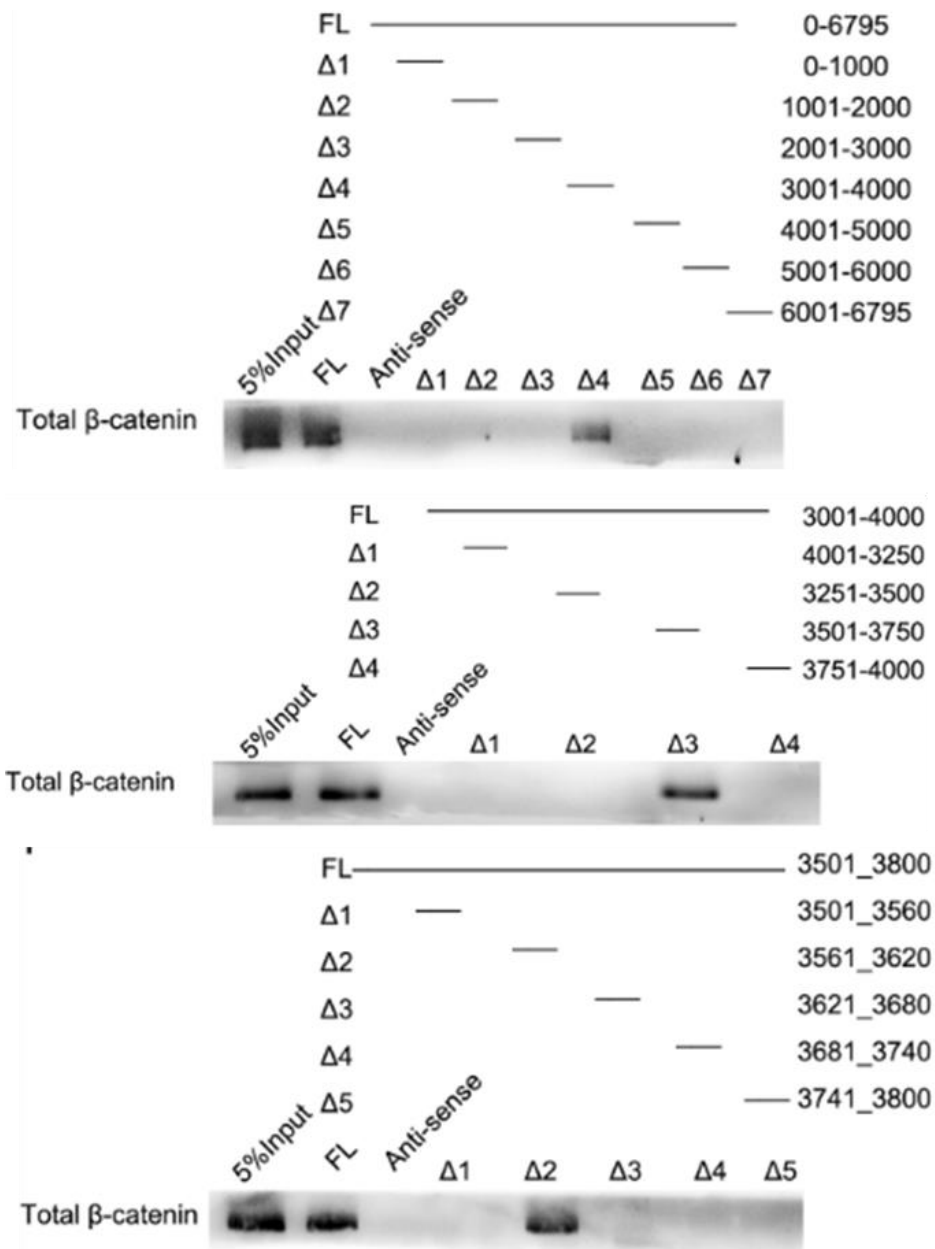 FL 0-6795
Δ1 0-1000
Δ2 1001-2000
Δ3 2001-3000
Δ4 3001-4000
Δ5 4001-5000
Δ6 5001-6000
Δ7 6001-6795
5%Input FL Anti-sense Δ1 Δ2 Δ3 Δ4 Δ5 Δ6 Δ7
Total β-catenin
FL 3001-4000
Δ1 4001-3250
Δ2 3251-3500
Δ3 3501-3750
Δ4 3751-4000
5%Input FL Anti-sense Δ1 Δ2 Δ3 Δ4
Total β-catenin
FL 3501_3800
Δ1 3501_3560
Δ2 3561_3620
Δ3 3621_3680
Δ4 3681_3740
Δ5 3741_3800
5%Input FL Anti-sense Δ1 Δ2 Δ3 Δ4 Δ5
Total β-catenin